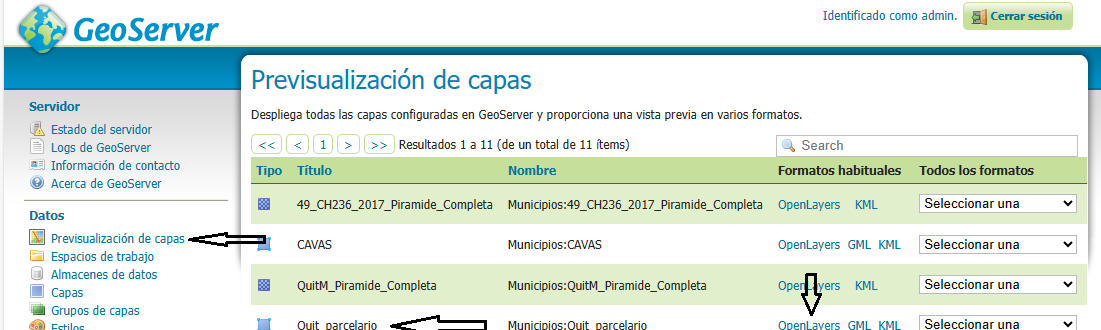 GeoServer
Identificado como admin.
Cerrar sesión
Servidor
Estado del servidor
Logs de GeoServer
Información de contacto
Acerca de GeoServer
Datos
Previsualización de capas
Espacios de trabajo
Almacenes de datos
Capas
Grupos de capas
Estilos
Previsualización de capas
Despliega todas las capas configuradas en GeoServer y proporciona una vista previa en varios formatos.
<< < 1 > >> Resultados 1 a 11 (de un total de 11 ítems)
Search
Tipo Título Nombre Formatos habituales Todos los formatos
49_CH236_2017_Piramide_Completa Municipios:49_CH236_2017_Piramide_Completa OpenLayers KML Seleccionar una
CAVAS Municipios:CAVAS OpenLayers GML KML Seleccionar una
QuitM_Piramide_Completa Municipios:QuitM_Piramide_Completa OpenLayers KML Seleccionar una
Quit_parcelario Municipios:Quit_parcelario OpenLayers GML KML Seleccionar una